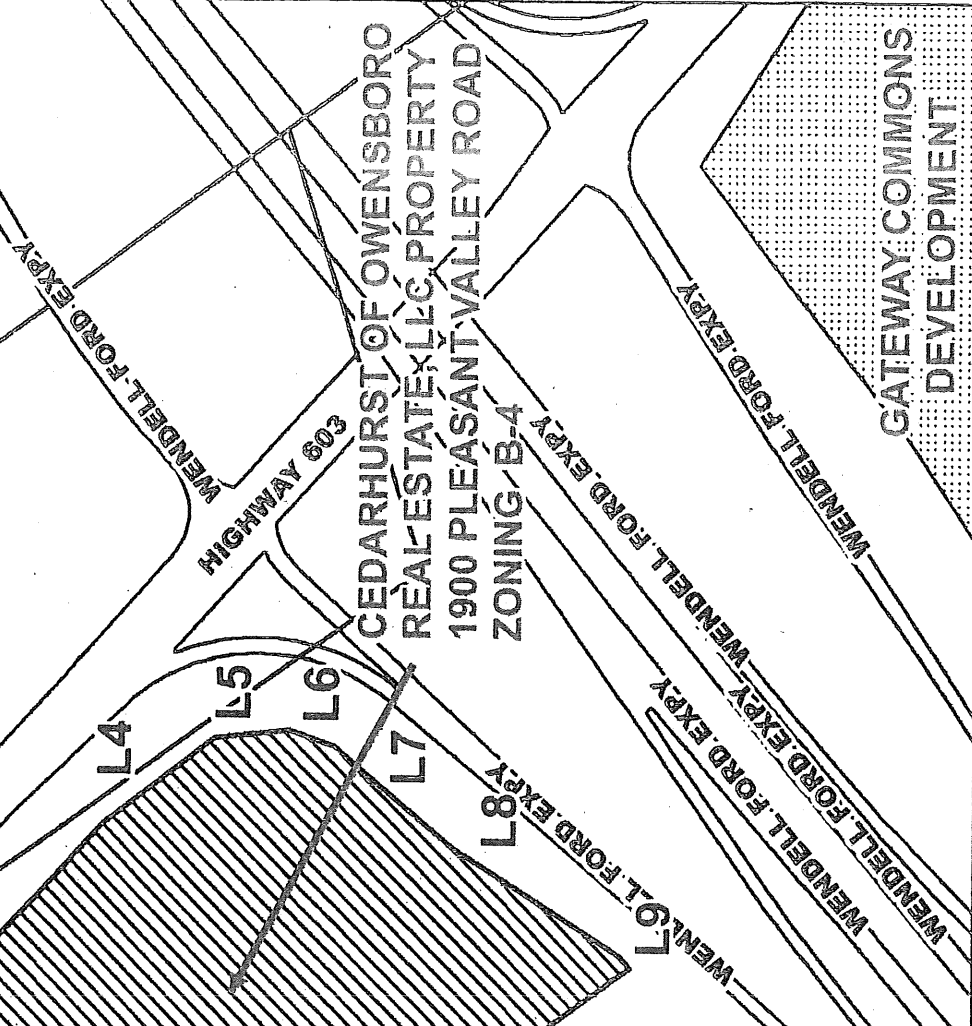 CEDARHURST OF OWENSBORO
REAL ESTATE, LLC PROPERTY
1900 PLEASANT VALLEY ROAD
ZONING B-4
GATEWAY COMMONS
DEVELOPMENT
HIGHWAY 603
WENDELL FORD EXPY
WENDELL FORD EXPY
WENDELL FORD EXPY
WENDELL FORD EXPY
WENDELL FORD EXPY
WENDELL FORD EXPY
FORD EXPY
L4
L5
L6
L7
L8
L9